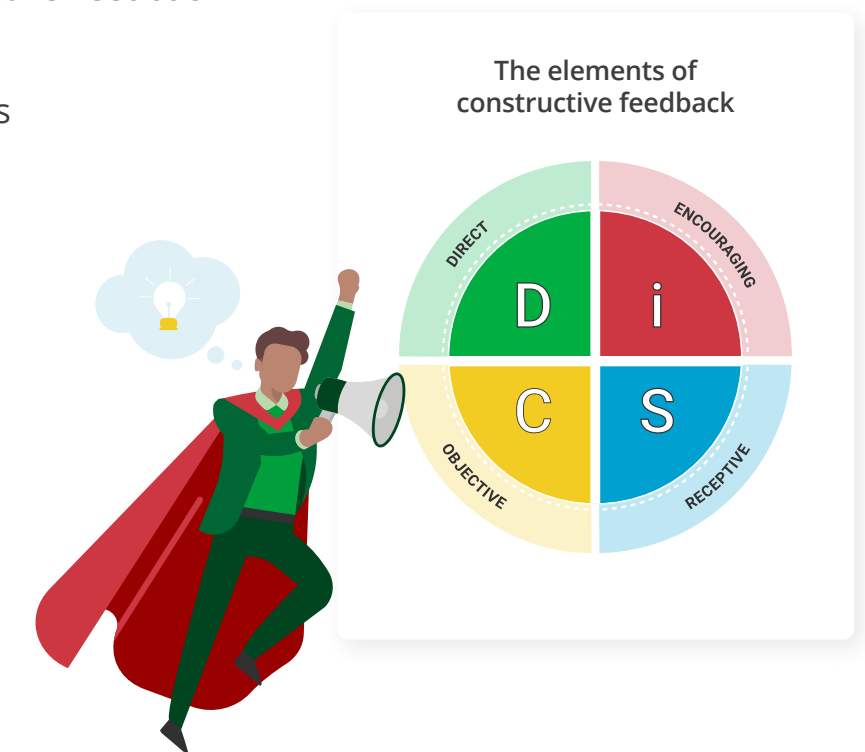 s
The elements of
constructive feedback
DIRECT
ENCOURAGING
D
i
C
S
OBJECTIVE
RECEPTIVE